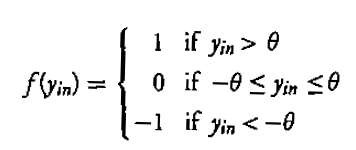 1 if y_in > θ
f(y_in) = { 0 if −θ ≤ y_in ≤ θ
−1 if y_in < −θ